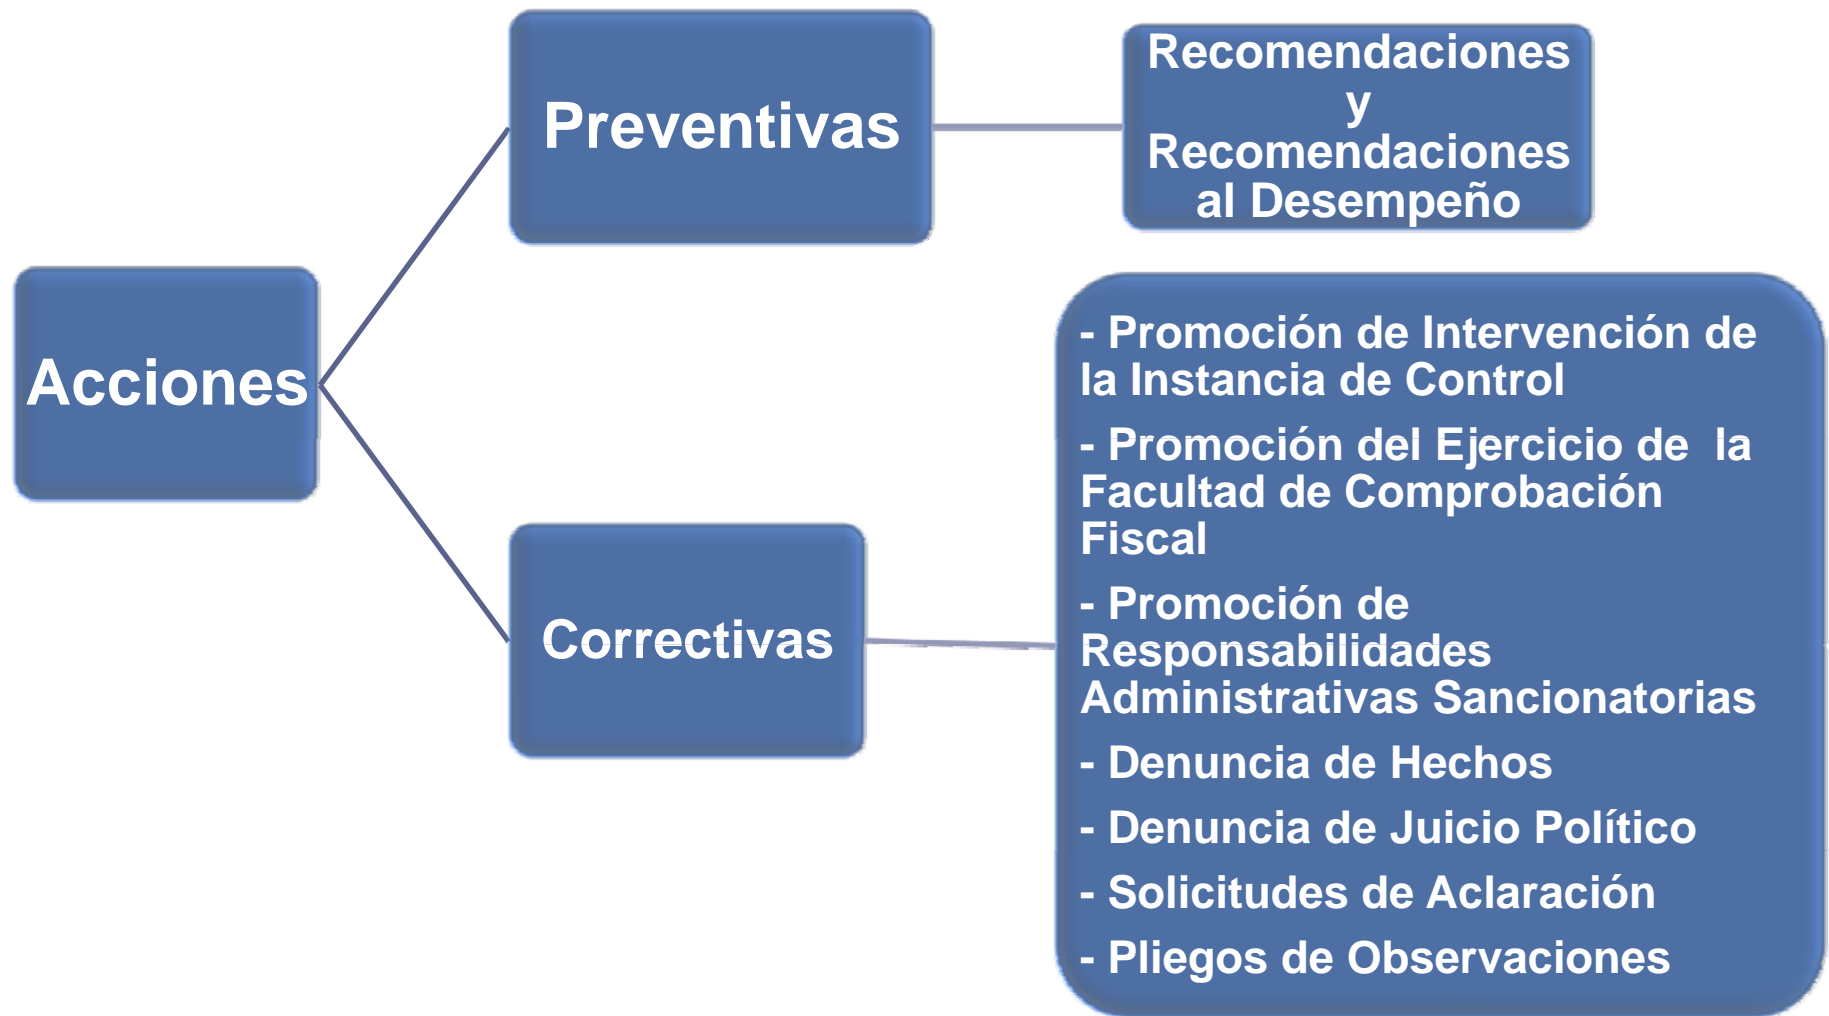 Acciones
Preventivas
Recomendaciones
y
Recomendaciones
al Desempeño
Correctivas
- Promoción de Intervención de
la Instancia de Control
- Promoción del Ejercicio de  la
Facultad de Comprobación
Fiscal
- Promoción de
Responsabilidades
Administrativas Sancionatorias
- Denuncia de Hechos
- Denuncia de Juicio Político
- Solicitudes de Aclaración
- Pliegos de Observaciones